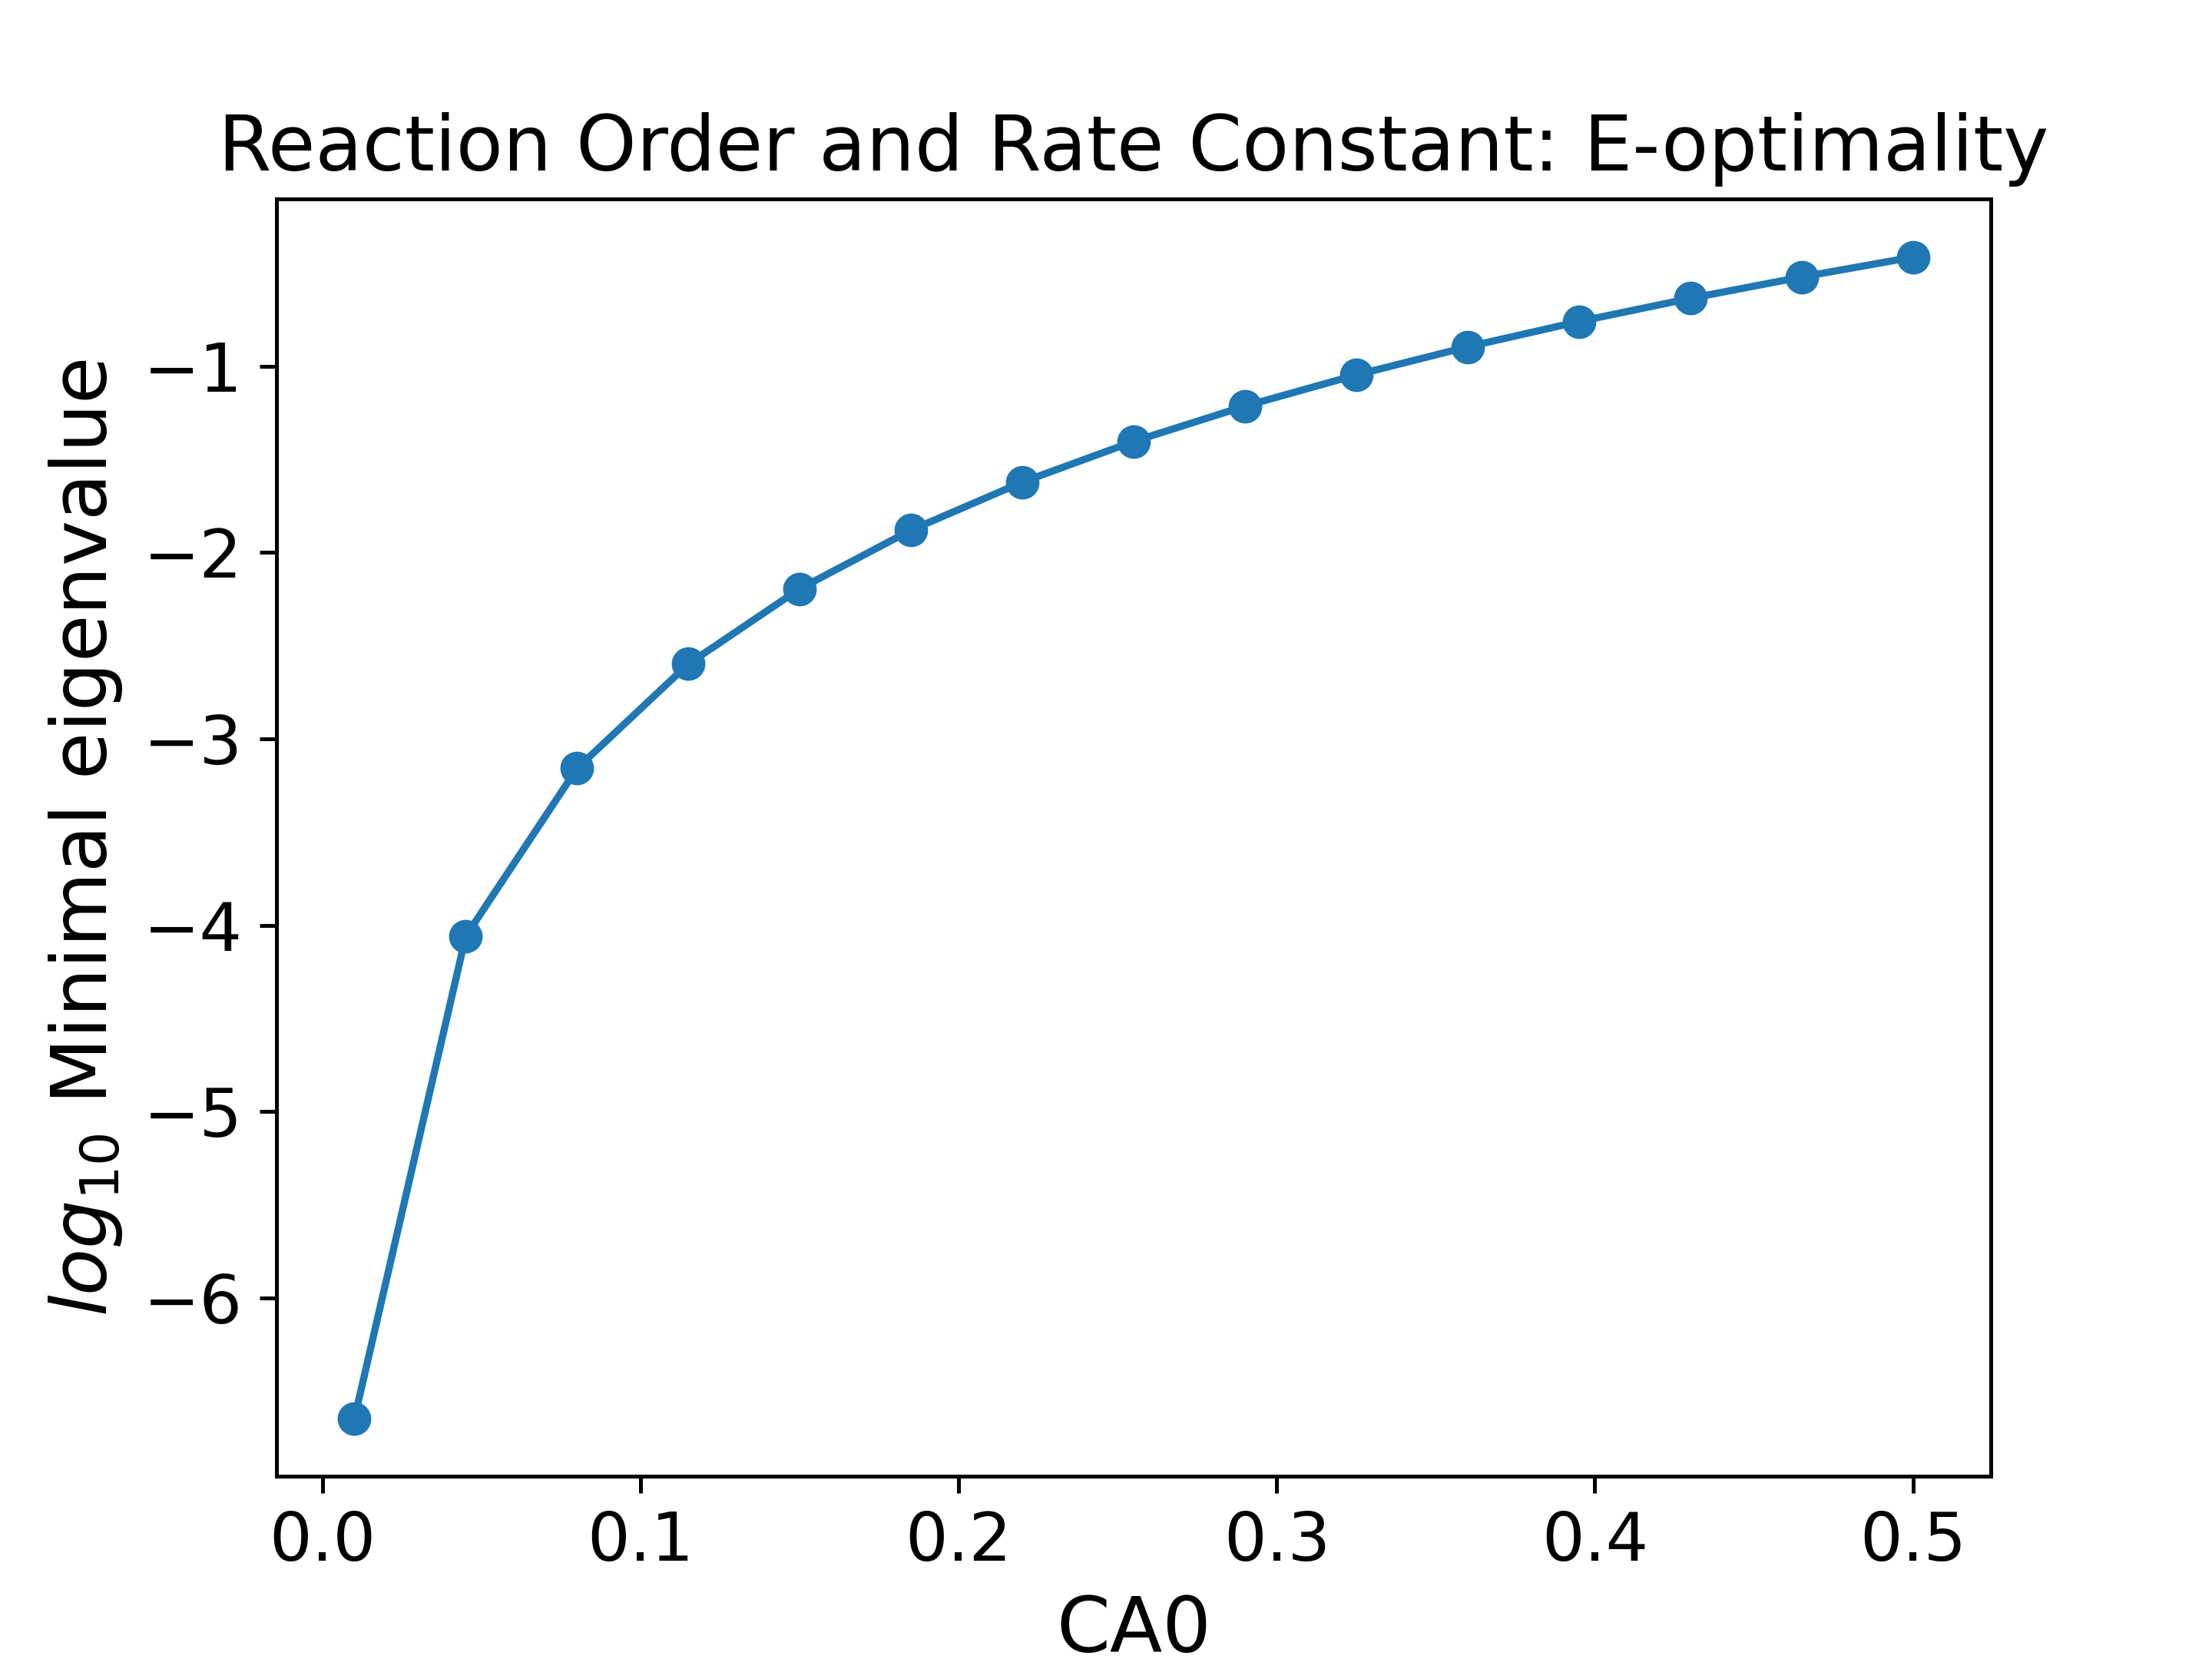 Reaction Order and Rate Constant: E-optimality
log₁₀ Minimal eigenvalue
−1
−2
−3
−4
−5
−6
0.0 0.1 0.2 0.3 0.4 0.5
CA0